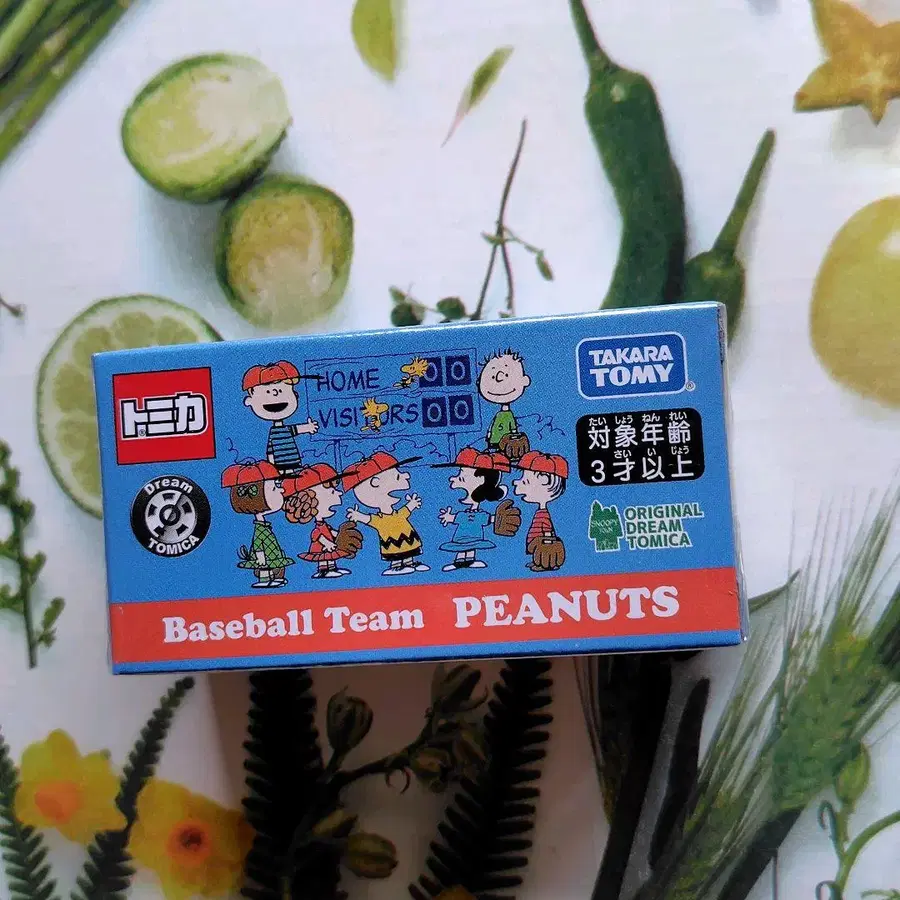 トミカ
®
Dream
TOMICA
HOME 00
VISITORS 00
TAKARA
TOMY®
たいしょうねんれい
対象年齢
さいいじょう
3才以上
SNOOPY
ORIGINAL
DREAM
TOMICA
Baseball Team PEANUTS